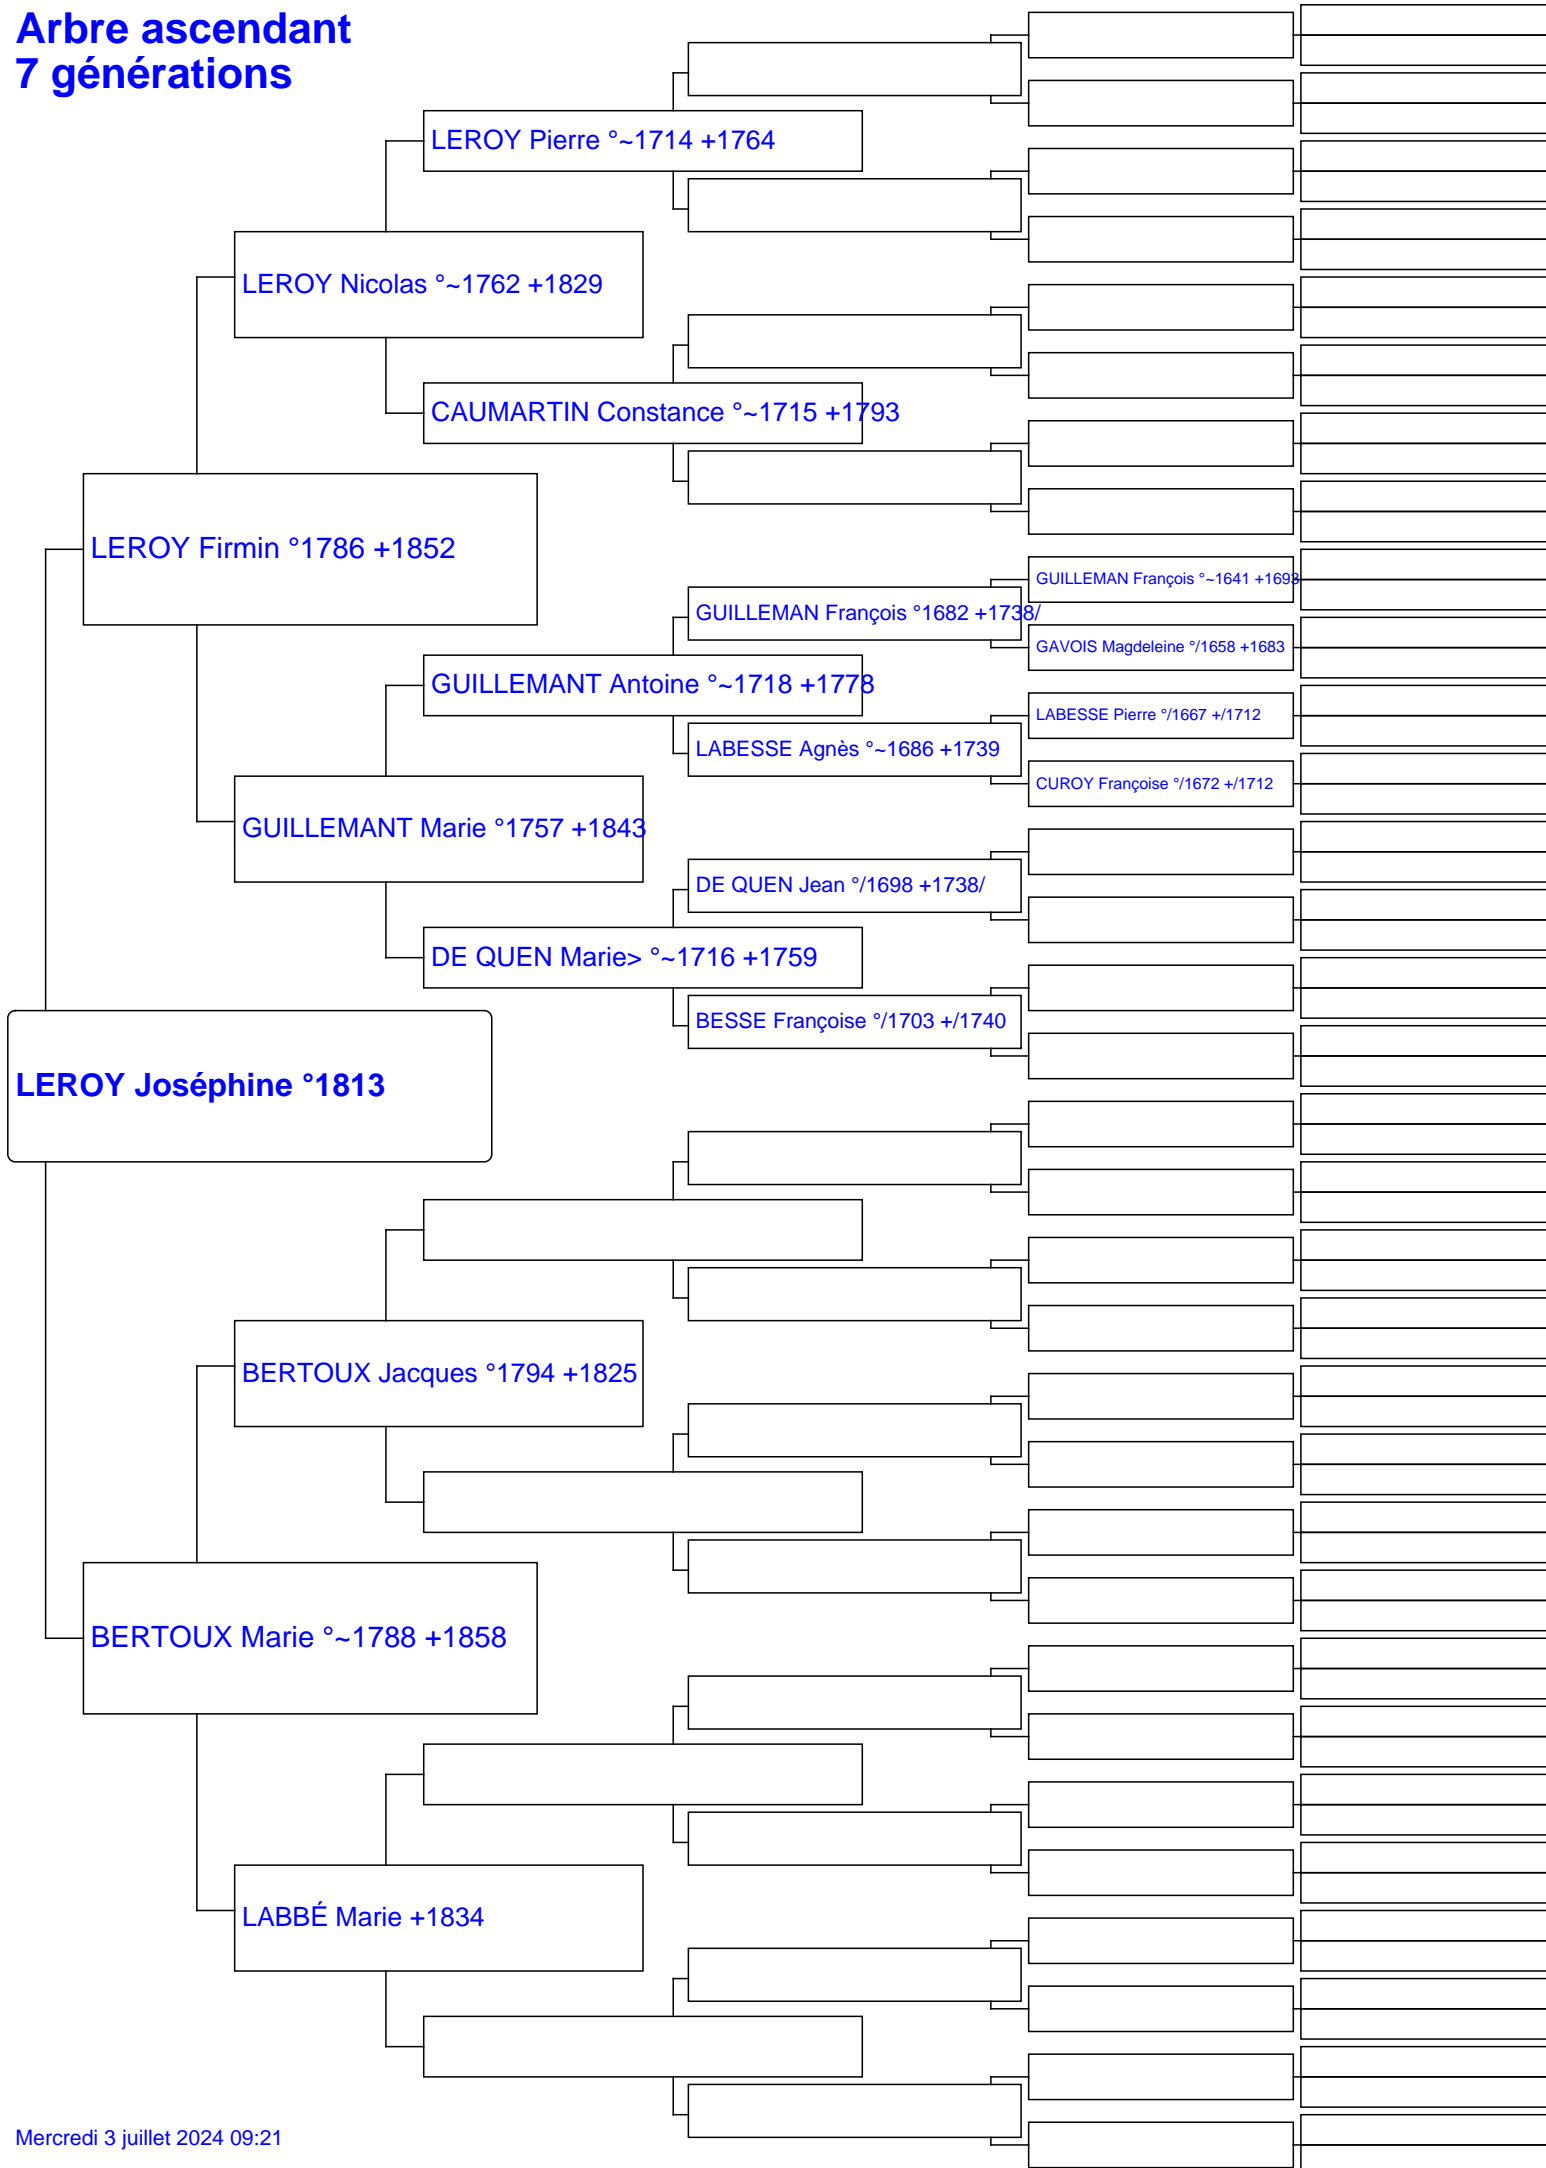 Arbre ascendant
7 générations
LEROY Pierre °~1714 +1764
LEROY Nicolas °~1762 +1829
CAUMARTIN Constance °~1715 +1793
LEROY Firmin °1786 +1852
GUILLEMAN François °~1641 +1693
GUILLEMAN François °1682 +1738/
GAVOIS Magdeleine °/1658 +1683
GUILLEMANT Antoine °~1718 +1778
LABESSE Pierre °/1667 +/1712
LABESSE Agnès °~1686 +1739
CUROY Françoise °/1672 +/1712
GUILLEMANT Marie °1757 +1843
DE QUEN Jean °/1698 +1738/
DE QUEN Marie> °~1716 +1759
BESSE Françoise °/1703 +/1740
LEROY Joséphine °1813
BERTOUX Jacques °1794 +1825
BERTOUX Marie °~1788 +1858
LABBÉ Marie +1834
Mercredi 3 juillet 2024 09:21